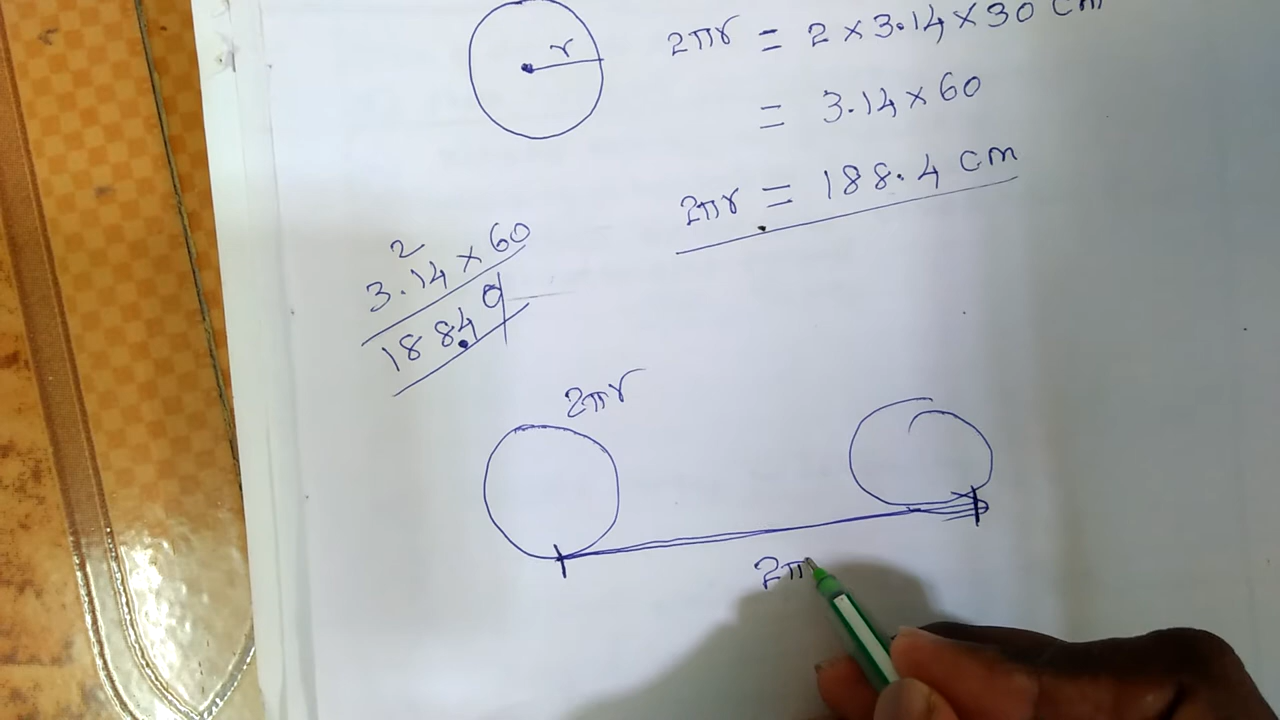 r
2πr = 2 × 3.14 × 30 cm
= 3.14 × 60
2πr = 188.4 cm
2
3.14 × 60
188.40
2πr
2π